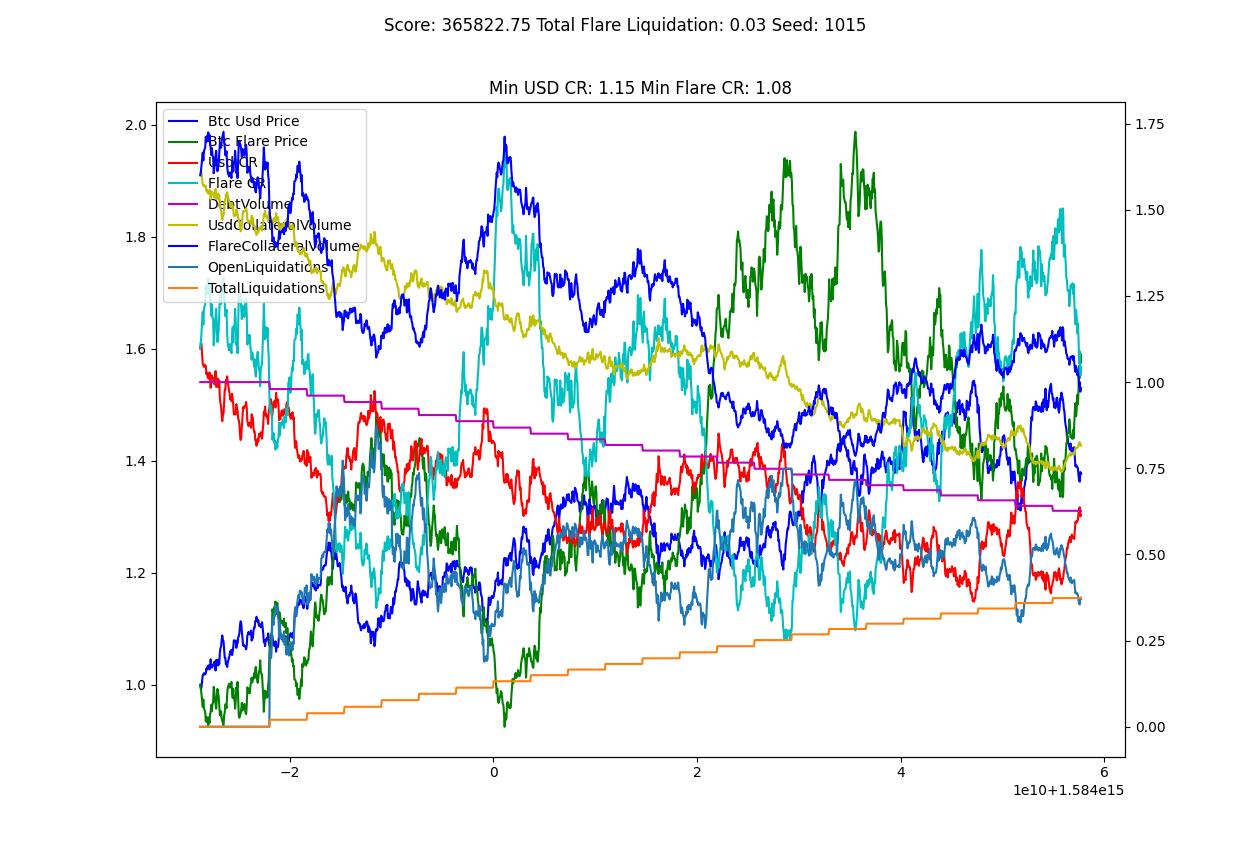 Score: 365822.75 Total Flare Liquidation: 0.03 Seed: 1015
Min USD CR: 1.15 Min Flare CR: 1.08
Btc Usd Price
Btc Flare Price
Usd CR
Flare CR
DebtVolume
UsdCollateralVolume
FlareCollateralVolume
OpenLiquidations
TotalLiquidations
2.0
1.8
1.6
1.4
1.2
1.0
1.75
1.50
1.25
1.00
0.75
0.50
0.25
0.00
−2 0 2 4 6
1e10+1.584e15